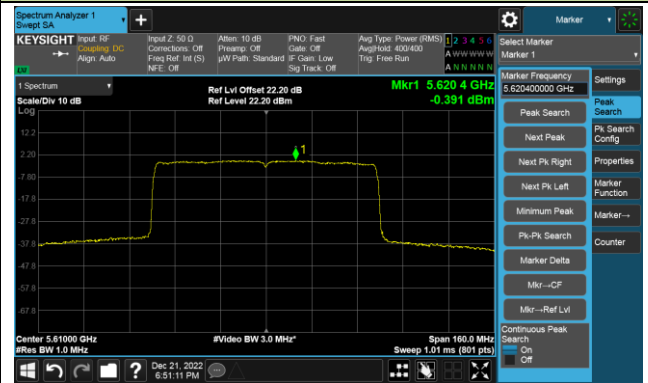 Spectrum Analyzer 1
Swept SA
Marker
KEYSIGHT Input: RF
Coupling: DC
Align: Auto
Input Z: 50 Ω
Corrections: Off
Freq Ref: Int (S)
NFE: Off
Atten: 10 dB
Preamp: Off
µW Path: Standard
PNO: Fast
Gate: Off
IF Gain: Low
Sig Track: Off
Avg Type: Power (RMS)
Avg|Hold: 400/400
Trig: Free Run
1 2 3 4 5 6
A W W W W W
A N N N N N
Select Marker
Marker 1
1 Spectrum
Scale/Div 10 dB
Log
Ref Lvl Offset 22.20 dB
Ref Level 22.20 dBm
Mkr1 5.620 4 GHz
-0.391 dBm
12.2
2.20
-7.80
-17.8
-27.8
-37.8
-47.8
-57.8
-67.8
1
Center 5.61000 GHz
#Res BW 1.0 MHz
#Video BW 3.0 MHz*
Span 160.0 MHz
Sweep 1.01 ms (801 pts)
Marker Frequency
5.620400000 GHz
Peak Search
Next Peak
Next Pk Right
Next Pk Left
Minimum Peak
Pk-Pk Search
Marker Delta
Mkr→CF
Mkr→Ref Lvl
Continuous Peak
Search
On
Off
Settings
Peak
Search
Pk Search
Config
Properties
Marker
Function
Marker→
Counter
Dec 21, 2022
6:51:11 PM